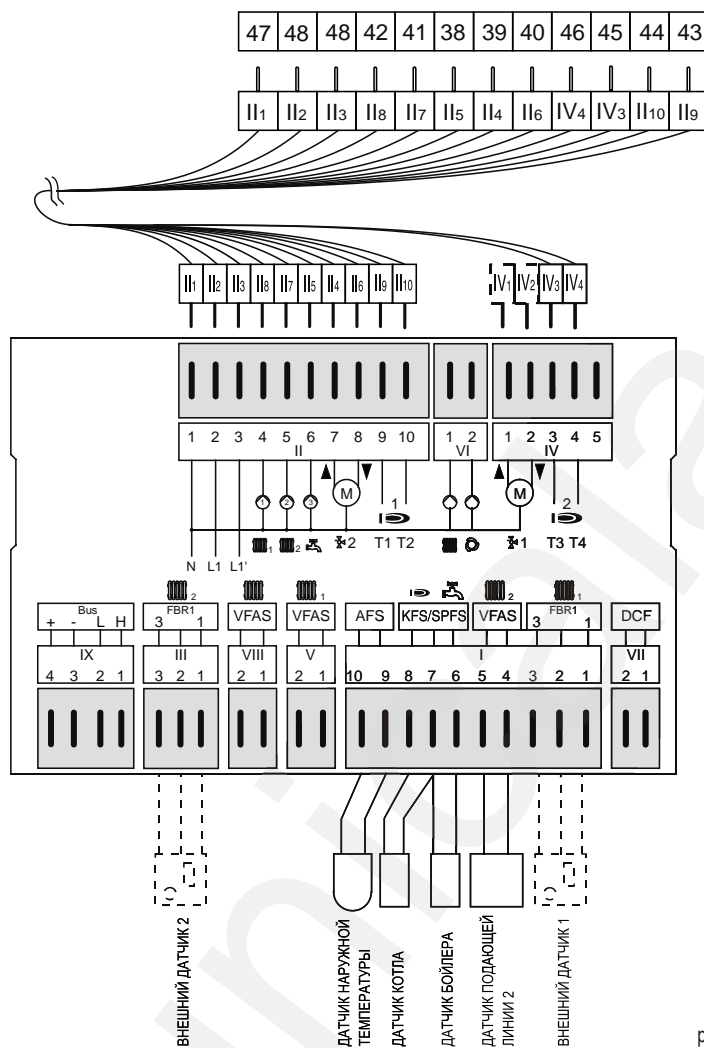 47 48 48 42 41 38 39 40 46 45 44 43
II1 II2 II3 II8 II7 II5 II4 II6 IV4 IV3 II10 II9
II1 II2 II3 II8 II7 II5 II4 II6 II9 II10 IV1 IV2 IV3 IV4
1 2 3 4 5 6 7 8 9 10 1 2 1 2 3 4 5
II VI IV
1 2 3 M M
1 2
1 2 2 T1 T2 1 T3 T4
N L1 L1'
2 1 2 1
Bus FBR1 VFAS VFAS AFS KFS/SPFS VFAS FBR1 DCF
+ - L H 3 1 3 1
IX III VIII V I VII
4 3 2 1 3 2 1 2 1 2 1 10 9 8 7 6 5 4 3 2 1 2 1
ВНЕШНИЙ ДАТЧИК 2
ДАТЧИК НАРУЖНОЙ
ТЕМПЕРАТУРЫ
ДАТЧИК КОТЛА
ДАТЧИК БОЙЛЕРА
ДАТЧИК ПОДАЮЩЕЙ
ЛИНИИ 2
ВНЕШНИЙ ДАТЧИК 1